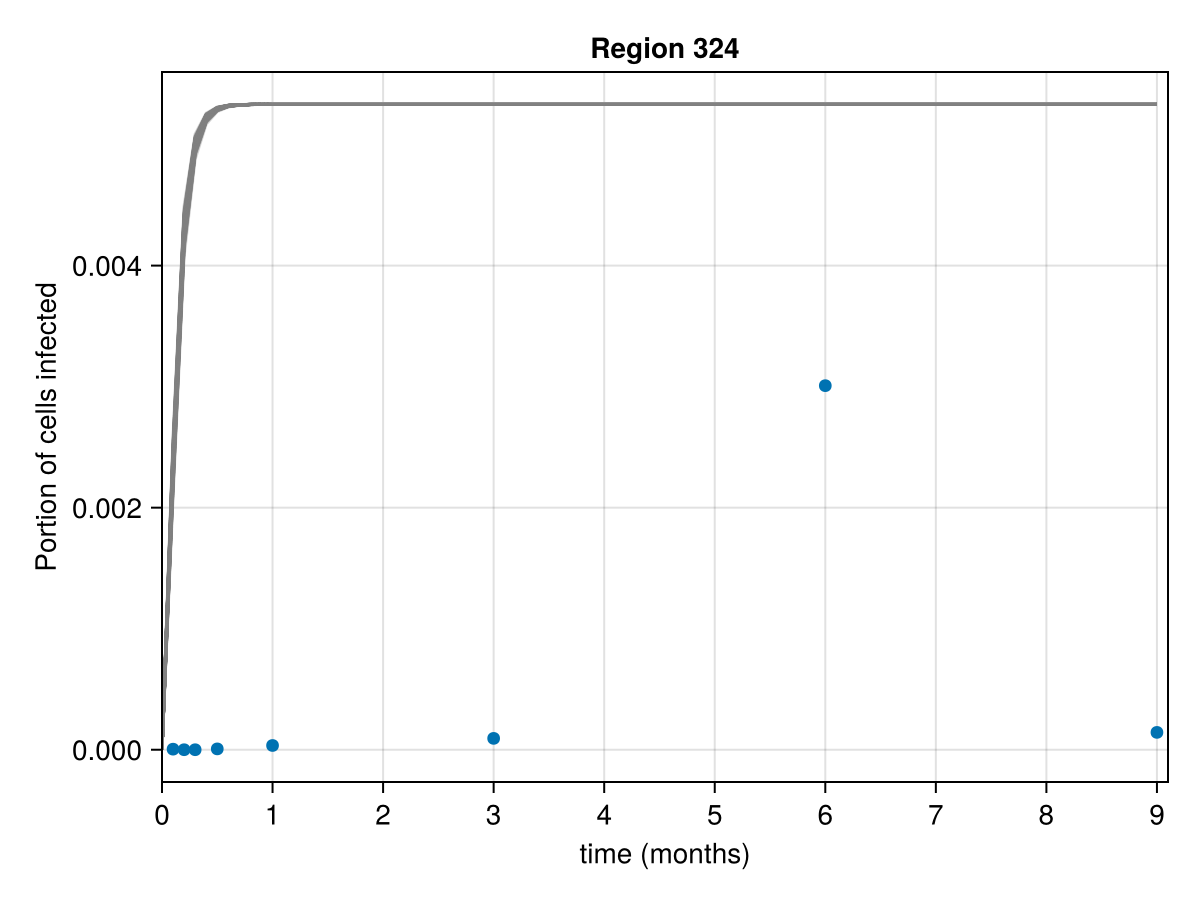 Region 324
Portion of cells infected
0.004
0.002
0.000
0 1 2 3 4 5 6 7 8 9
time (months)